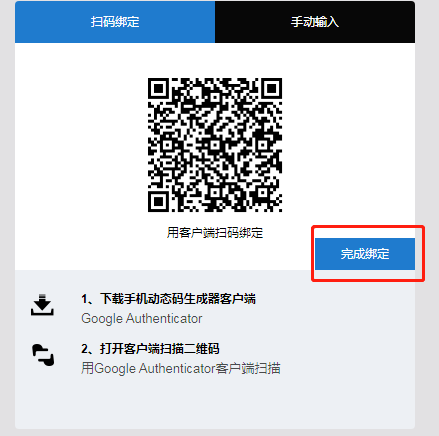 扫码绑定
手动输入
用客户端扫码绑定
完成绑定
1、下载手机动态码生成器客户端
Google Authenticator
2、打开客户端扫描二维码
用Google Authenticator客户端扫描